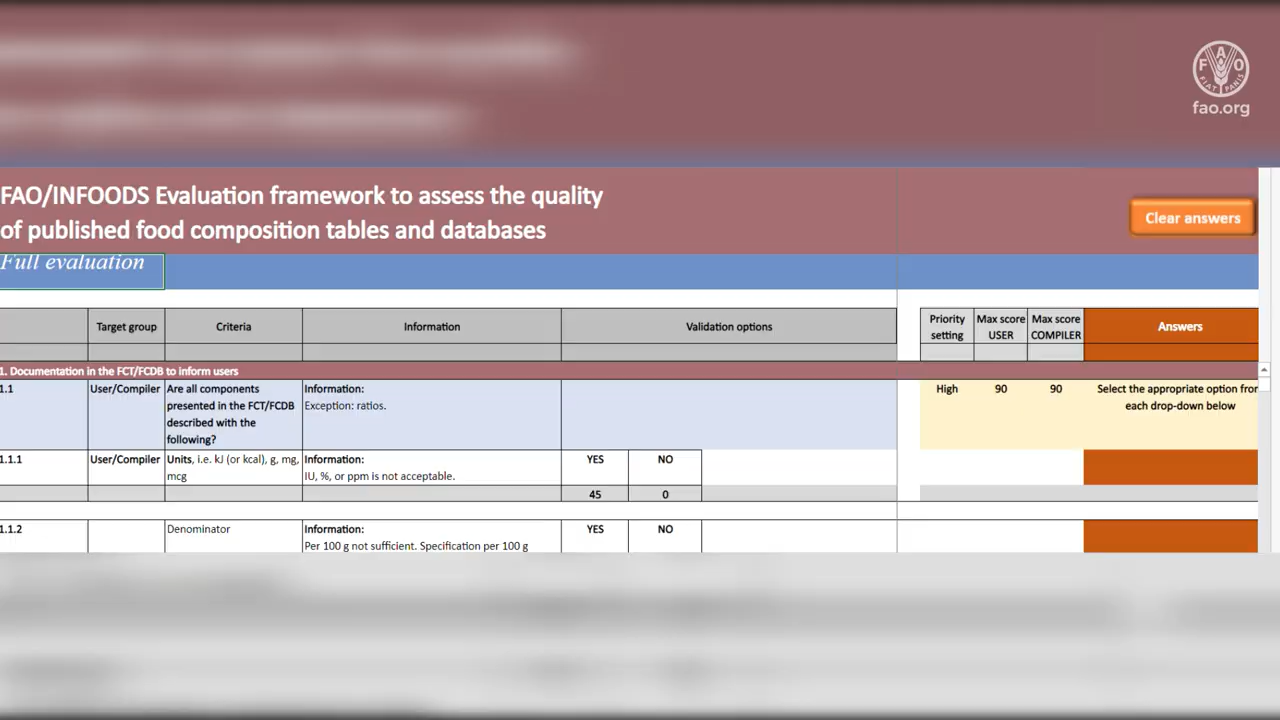 FAO
FIAT PANIS
fao.org
FAO/INFOODS Evaluation framework to assess the quality
of published food composition tables and databases
Clear answers
Full evaluation
Target group
Criteria
Information
Validation options
Priority
setting
Max score
USER
Max score
COMPILER
Answers
1. Documentation in the FCT/FCDB to inform users
1.1
User/Compiler
Are all components
presented in the FCT/FCDB
described with the
following?
Information:
Exception: ratios.
High
90
90
Select the appropriate option from
each drop-down below
1.1.1
User/Compiler
Units, i.e. kJ (or kcal), g, mg,
mcg
Information:
IU, %, or ppm is not acceptable.
YES
NO
45
0
1.1.2
Denominator
Information:
Per 100 g not sufficient. Specification per 100 g
YES
NO